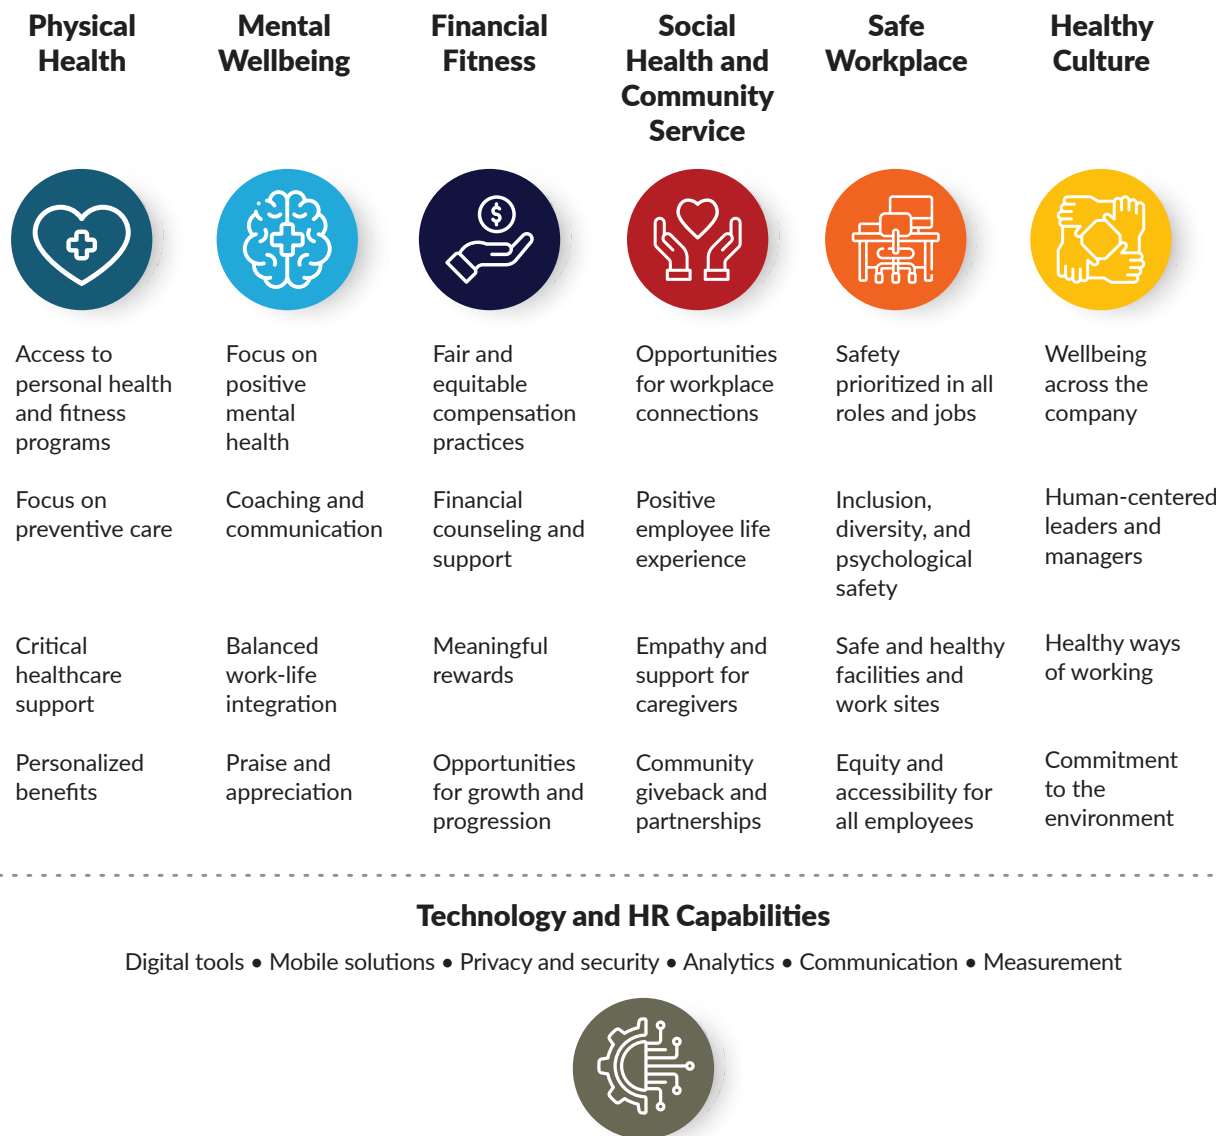 Physical
Health
Mental
Wellbeing
Financial
Fitness
Social
Health and
Community
Service
Safe
Workplace
Healthy
Culture
$
Access to
personal health
and fitness
programs
Focus on
preventive care
Critical
healthcare
support
Personalized
benefits
Focus on
positive
mental
health
Coaching and
communication
Balanced
work-life
integration
Praise and
appreciation
Fair and
equitable
compensation
practices
Financial
counseling and
support
Meaningful
rewards
Opportunities
for growth and
progression
Opportunities
for workplace
connections
Positive
employee life
experience
Empathy and
support for
caregivers
Community
giveback and
partnerships
Safety
prioritized in all
roles and jobs
Inclusion,
diversity, and
psychological
safety
Safe and healthy
facilities and
work sites
Equity and
accessibility for
all employees
Wellbeing
across the
company
Human-centered
leaders and
managers
Healthy ways
of working
Commitment
to the
environment
Technology and HR Capabilities
Digital tools • Mobile solutions • Privacy and security • Analytics • Communication • Measurement